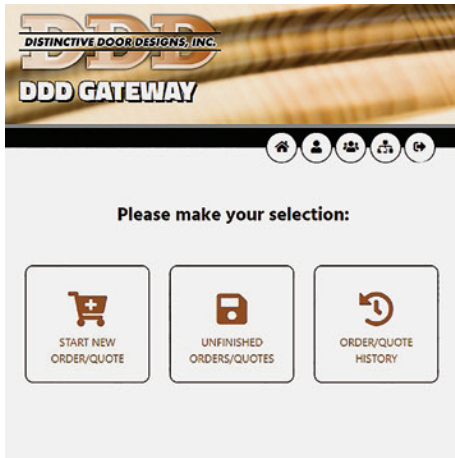 DDD
DISTINCTIVE DOOR DESIGNS, INC.
DDD GATEWAY
Please make your selection:
START NEW
ORDER/QUOTE
UNFINISHED
ORDERS/QUOTES
ORDER/QUOTE
HISTORY